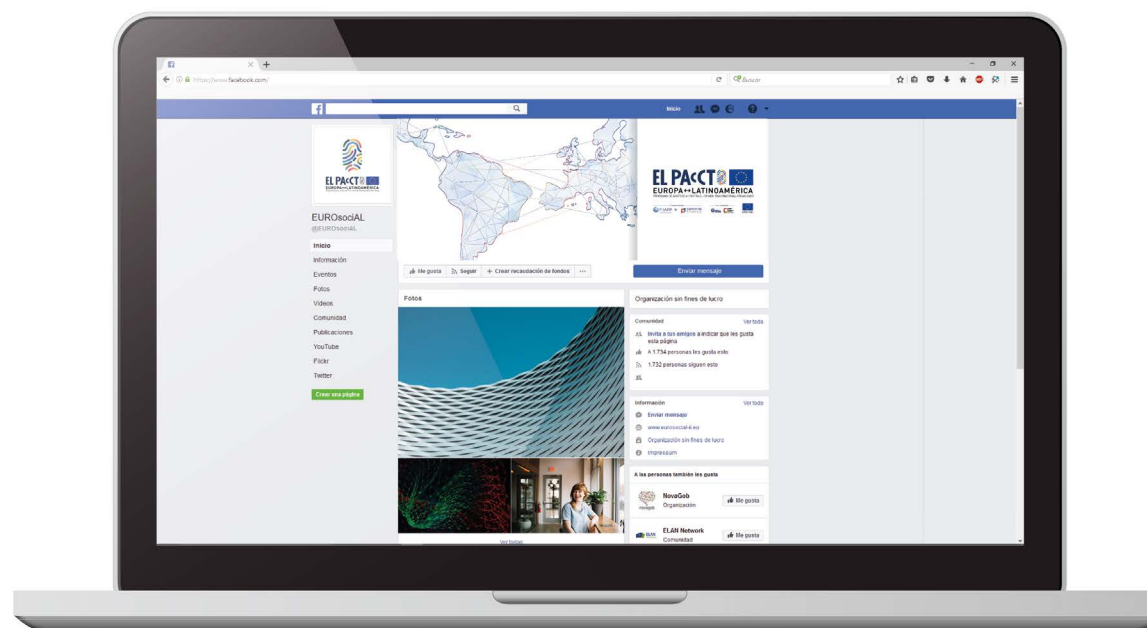 https://www.facebook.com/
Buscar
Inicio
EL PAcCTO
EUROPA↔LATINOAMÉRICA
EUROsociAL
@EUROsociAL
Inicio
Información
Eventos
Fotos
Videos
Comunidad
Publicaciones
YouTube
Flickr
Twitter
Crear una página
EL PAcCTO
EUROPA↔LATINOAMÉRICA
Me gusta
Seguir
+ Crear recaudación de fondos
...
Enviar mensaje
Fotos
Ver todas
Organización sin fines de lucro
Comunidad
Ver todo
Invita a tus amigos a indicar que les gusta
esta página
A 1.734 personas les gusta esto
1.732 personas siguen esto
Información
Ver todo
Enviar mensaje
www.eurosocial-ii.eu
Organización sin fines de lucro
Impressum
A las personas también les gusta
NovaGob
Organización
Me gusta
novagob
ELAN Network
Comunidad
Me gusta
ELAN